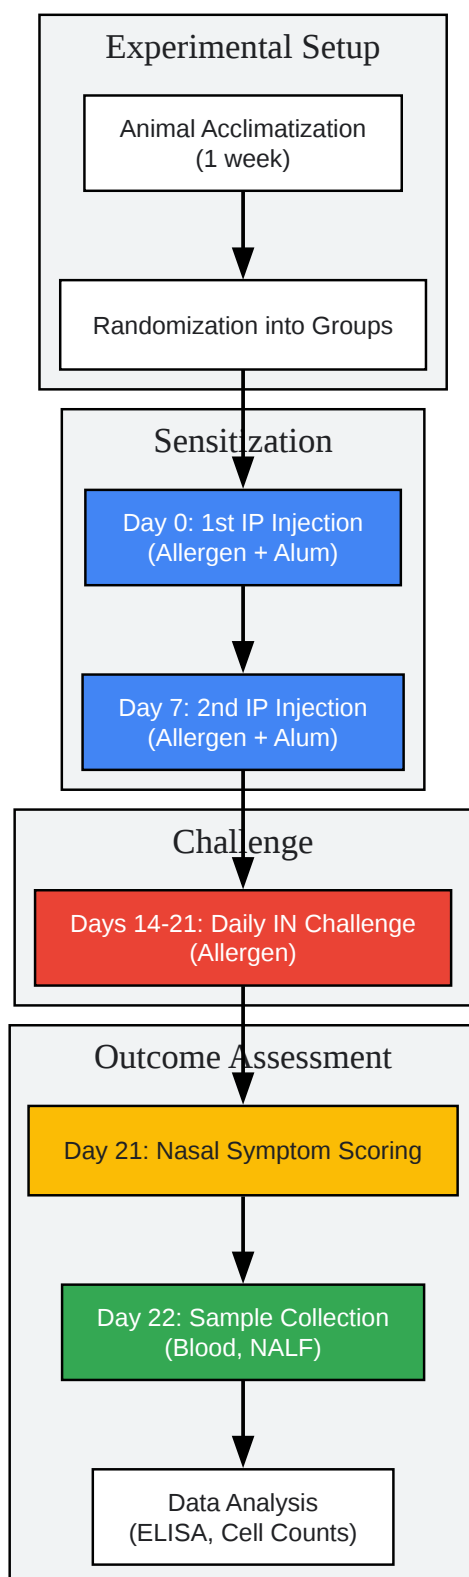 Experimental Setup
Animal Acclimatization
(1 week)
Randomization into Groups
Sensitization
Day 0: 1st IP Injection
(Allergen + Alum)
Day 7: 2nd IP Injection
(Allergen + Alum)
Challenge
Days 14-21: Daily IN Challenge
(Allergen)
Outcome Assessment
Day 21: Nasal Symptom Scoring
Day 22: Sample Collection
(Blood, NALF)
Data Analysis
(ELISA, Cell Counts)